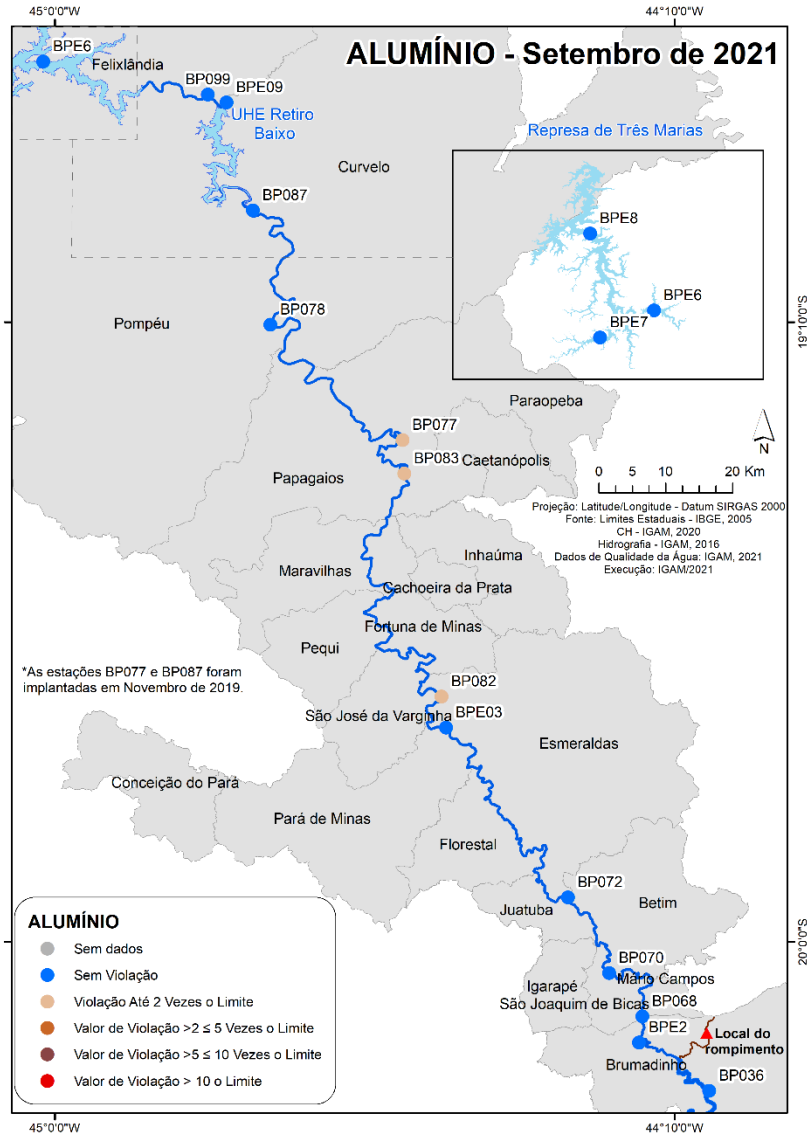 45°0'0"W
44°10'0"W
ALUMÍNIO - Setembro de 2021
BPE6
Felixlândia
BP099
BPE09
UHE Retiro
Baixo
Represa de Três Marias
Curvelo
BP087
BPE8
BPE6
BPE7
BP078
Pompéu
19°10'0"S
Paraopeba
BP077
BP083
Caetanópolis
Papagaios
N
0 5 10 20 Km
Projeção: Latitude/Longitude - Datum SIRGAS 2000
Fonte: Limites Estaduais - IBGE, 2005
CH - IGAM, 2020
Hidrografia - IGAM, 2016
Dados de Qualidade da Água: IGAM, 2021
Execução: IGAM/2021
Inhaúma
Maravilhas
Cachoeira da Prata
Fortuna de Minas
Pequi
*As estações BP077 e BP087 foram
implantadas em Novembro de 2019.
BP082
São José da Varginha
BPE03
Esmeraldas
Conceição do Pará
Pará de Minas
Florestal
BP072
Juatuba
Betim
20°0'0"S
BP070
Mário Campos
Igarapé
São Joaquim de Bicas
BP068
BPE2
Local do
rompimento
Brumadinho
BP036
ALUMÍNIO
Sem dados
Sem Violação
Violação Até 2 Vezes o Limite
Valor de Violação >2 ≤ 5 Vezes o Limite
Valor de Violação >5 ≤ 10 Vezes o Limite
Valor de Violação > 10 o Limite
45°0'0"W
44°10'0"W